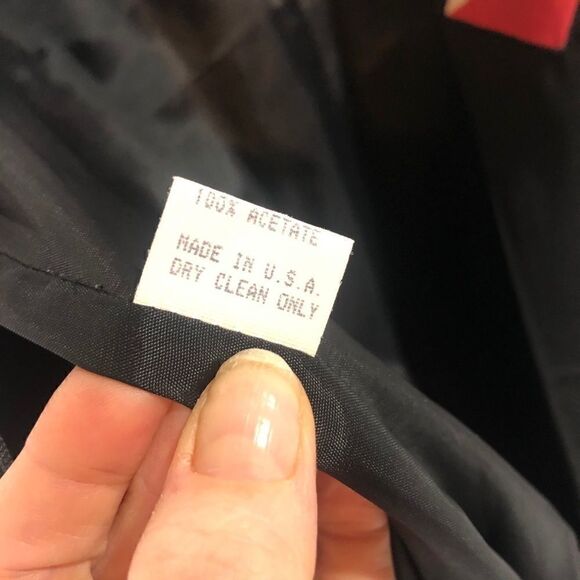 100% ACETATE
MADE IN U.S.A.
DRY CLEAN ONLY